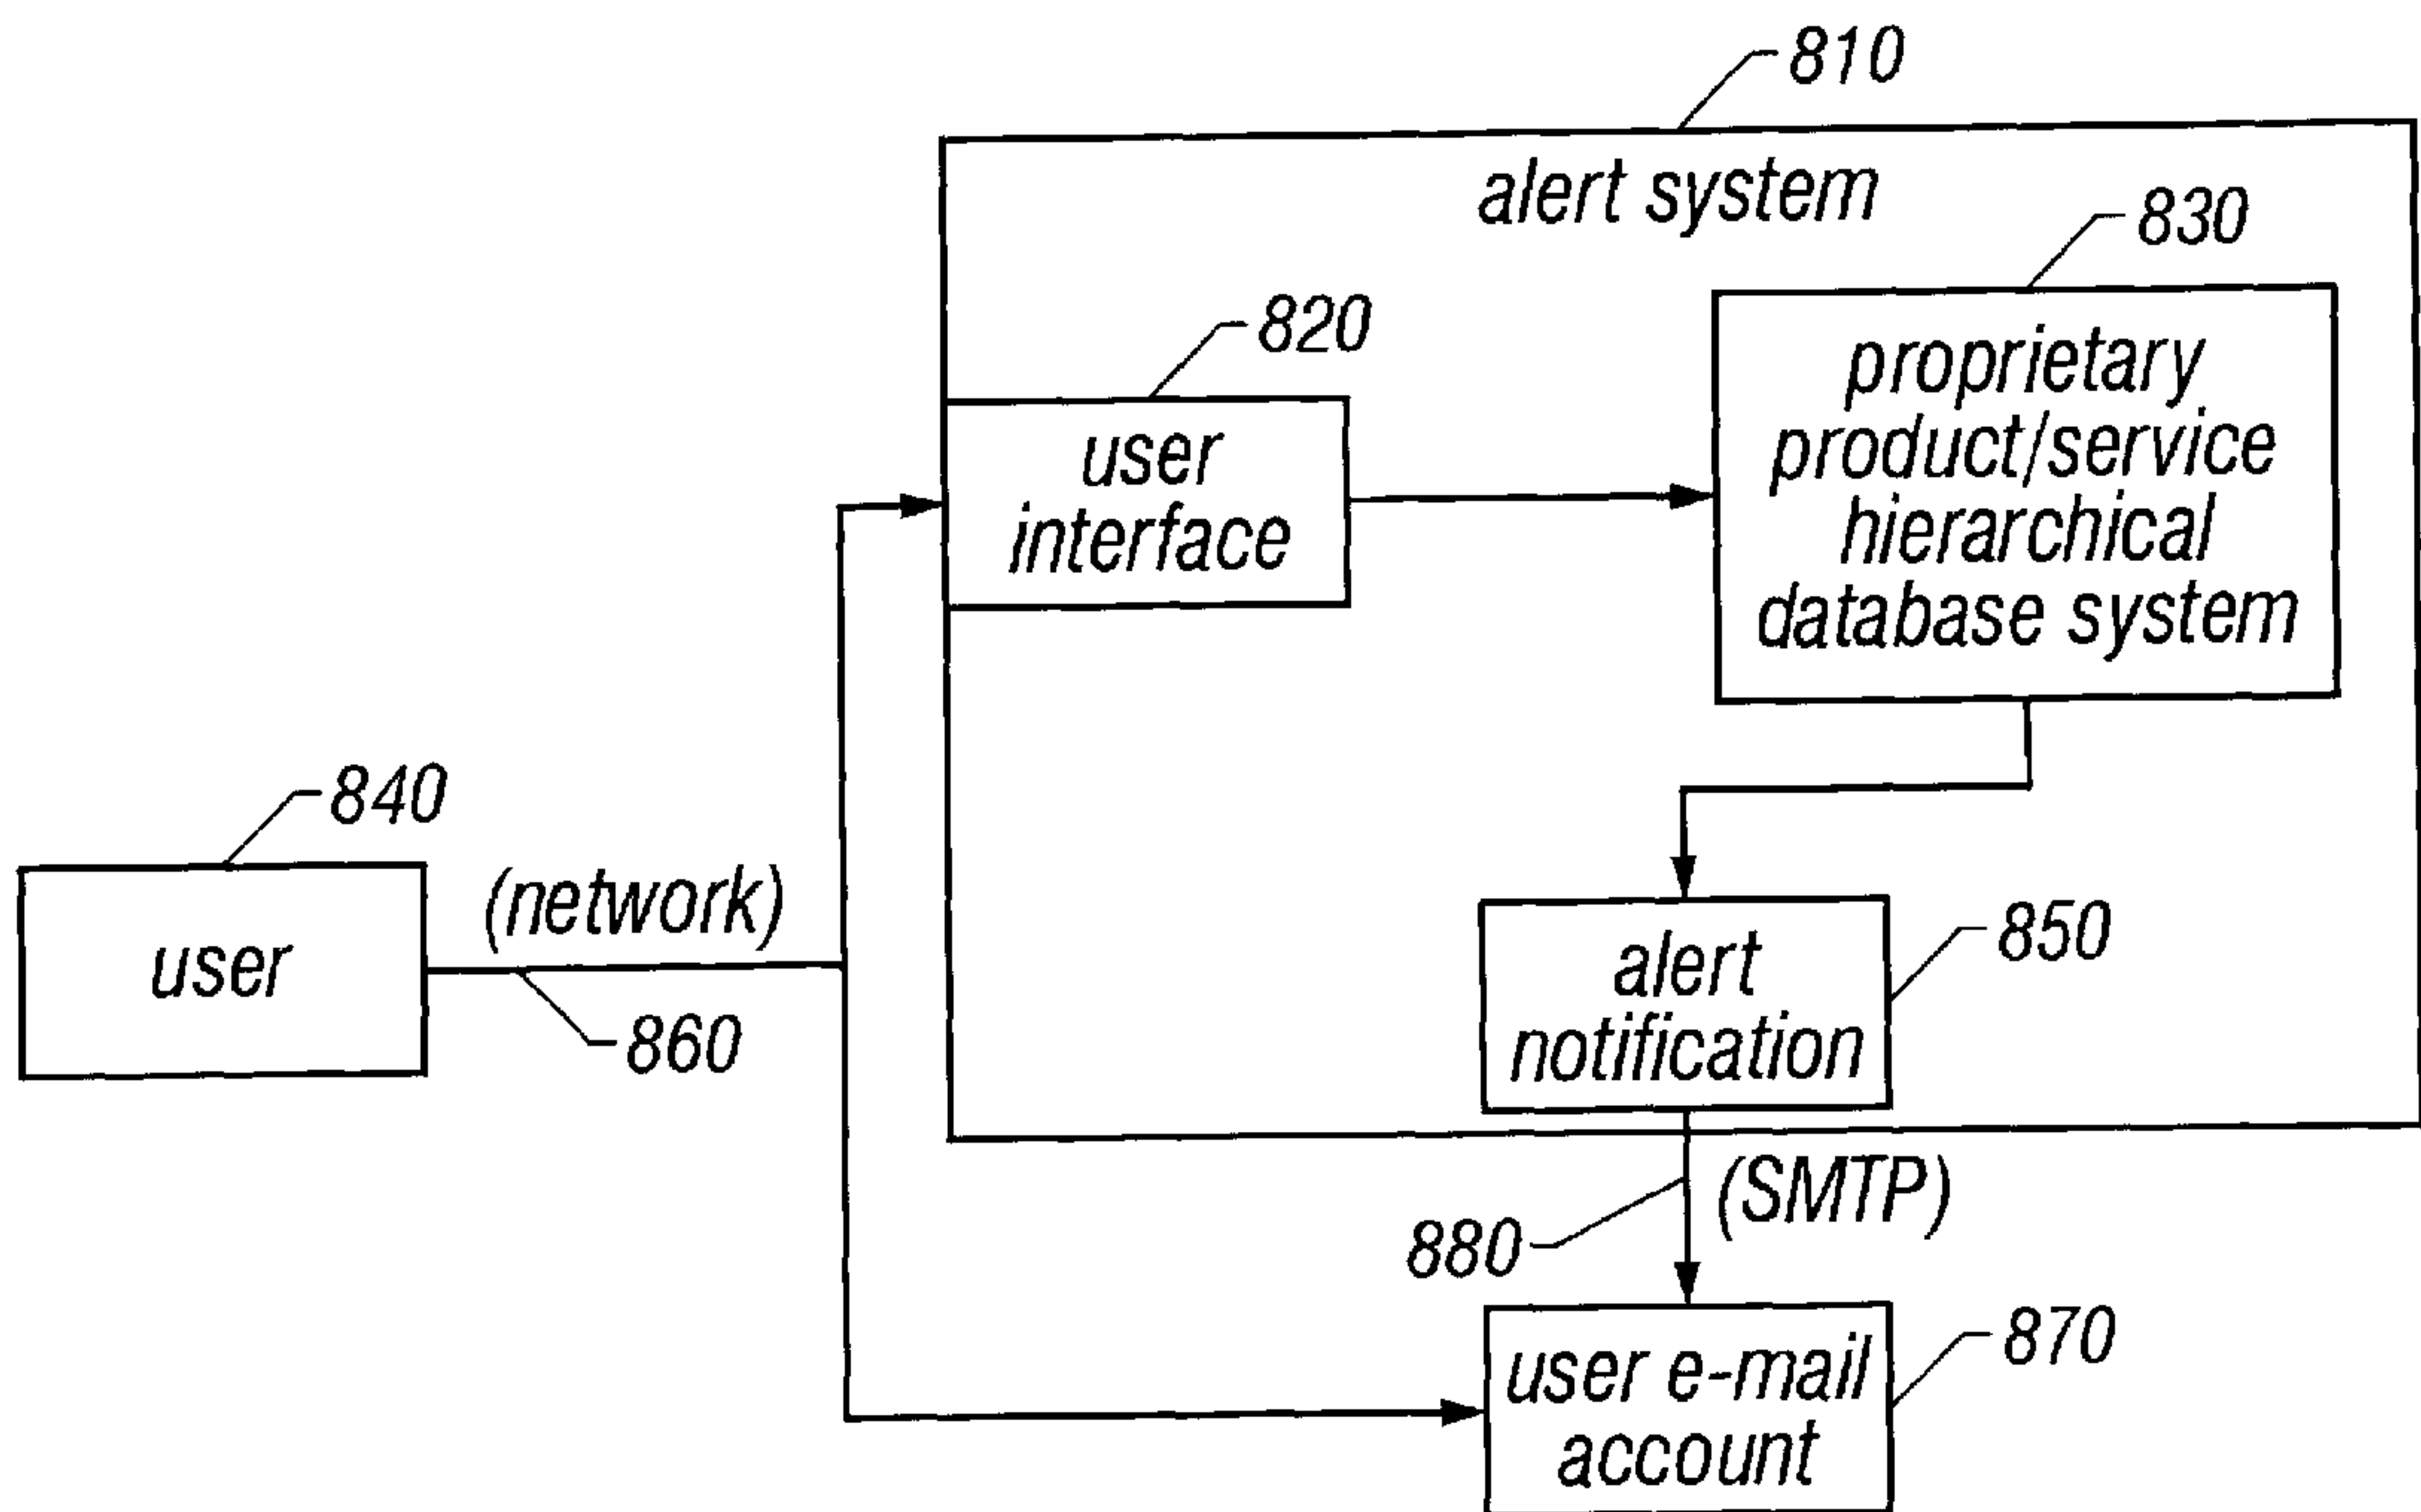 810
alert system
830
820
proprietary
product/service
hierarchical
database system
user
interface
840
(network)
user
860
850
alert
notification
(SMTP)
880
870
user e-mail
account